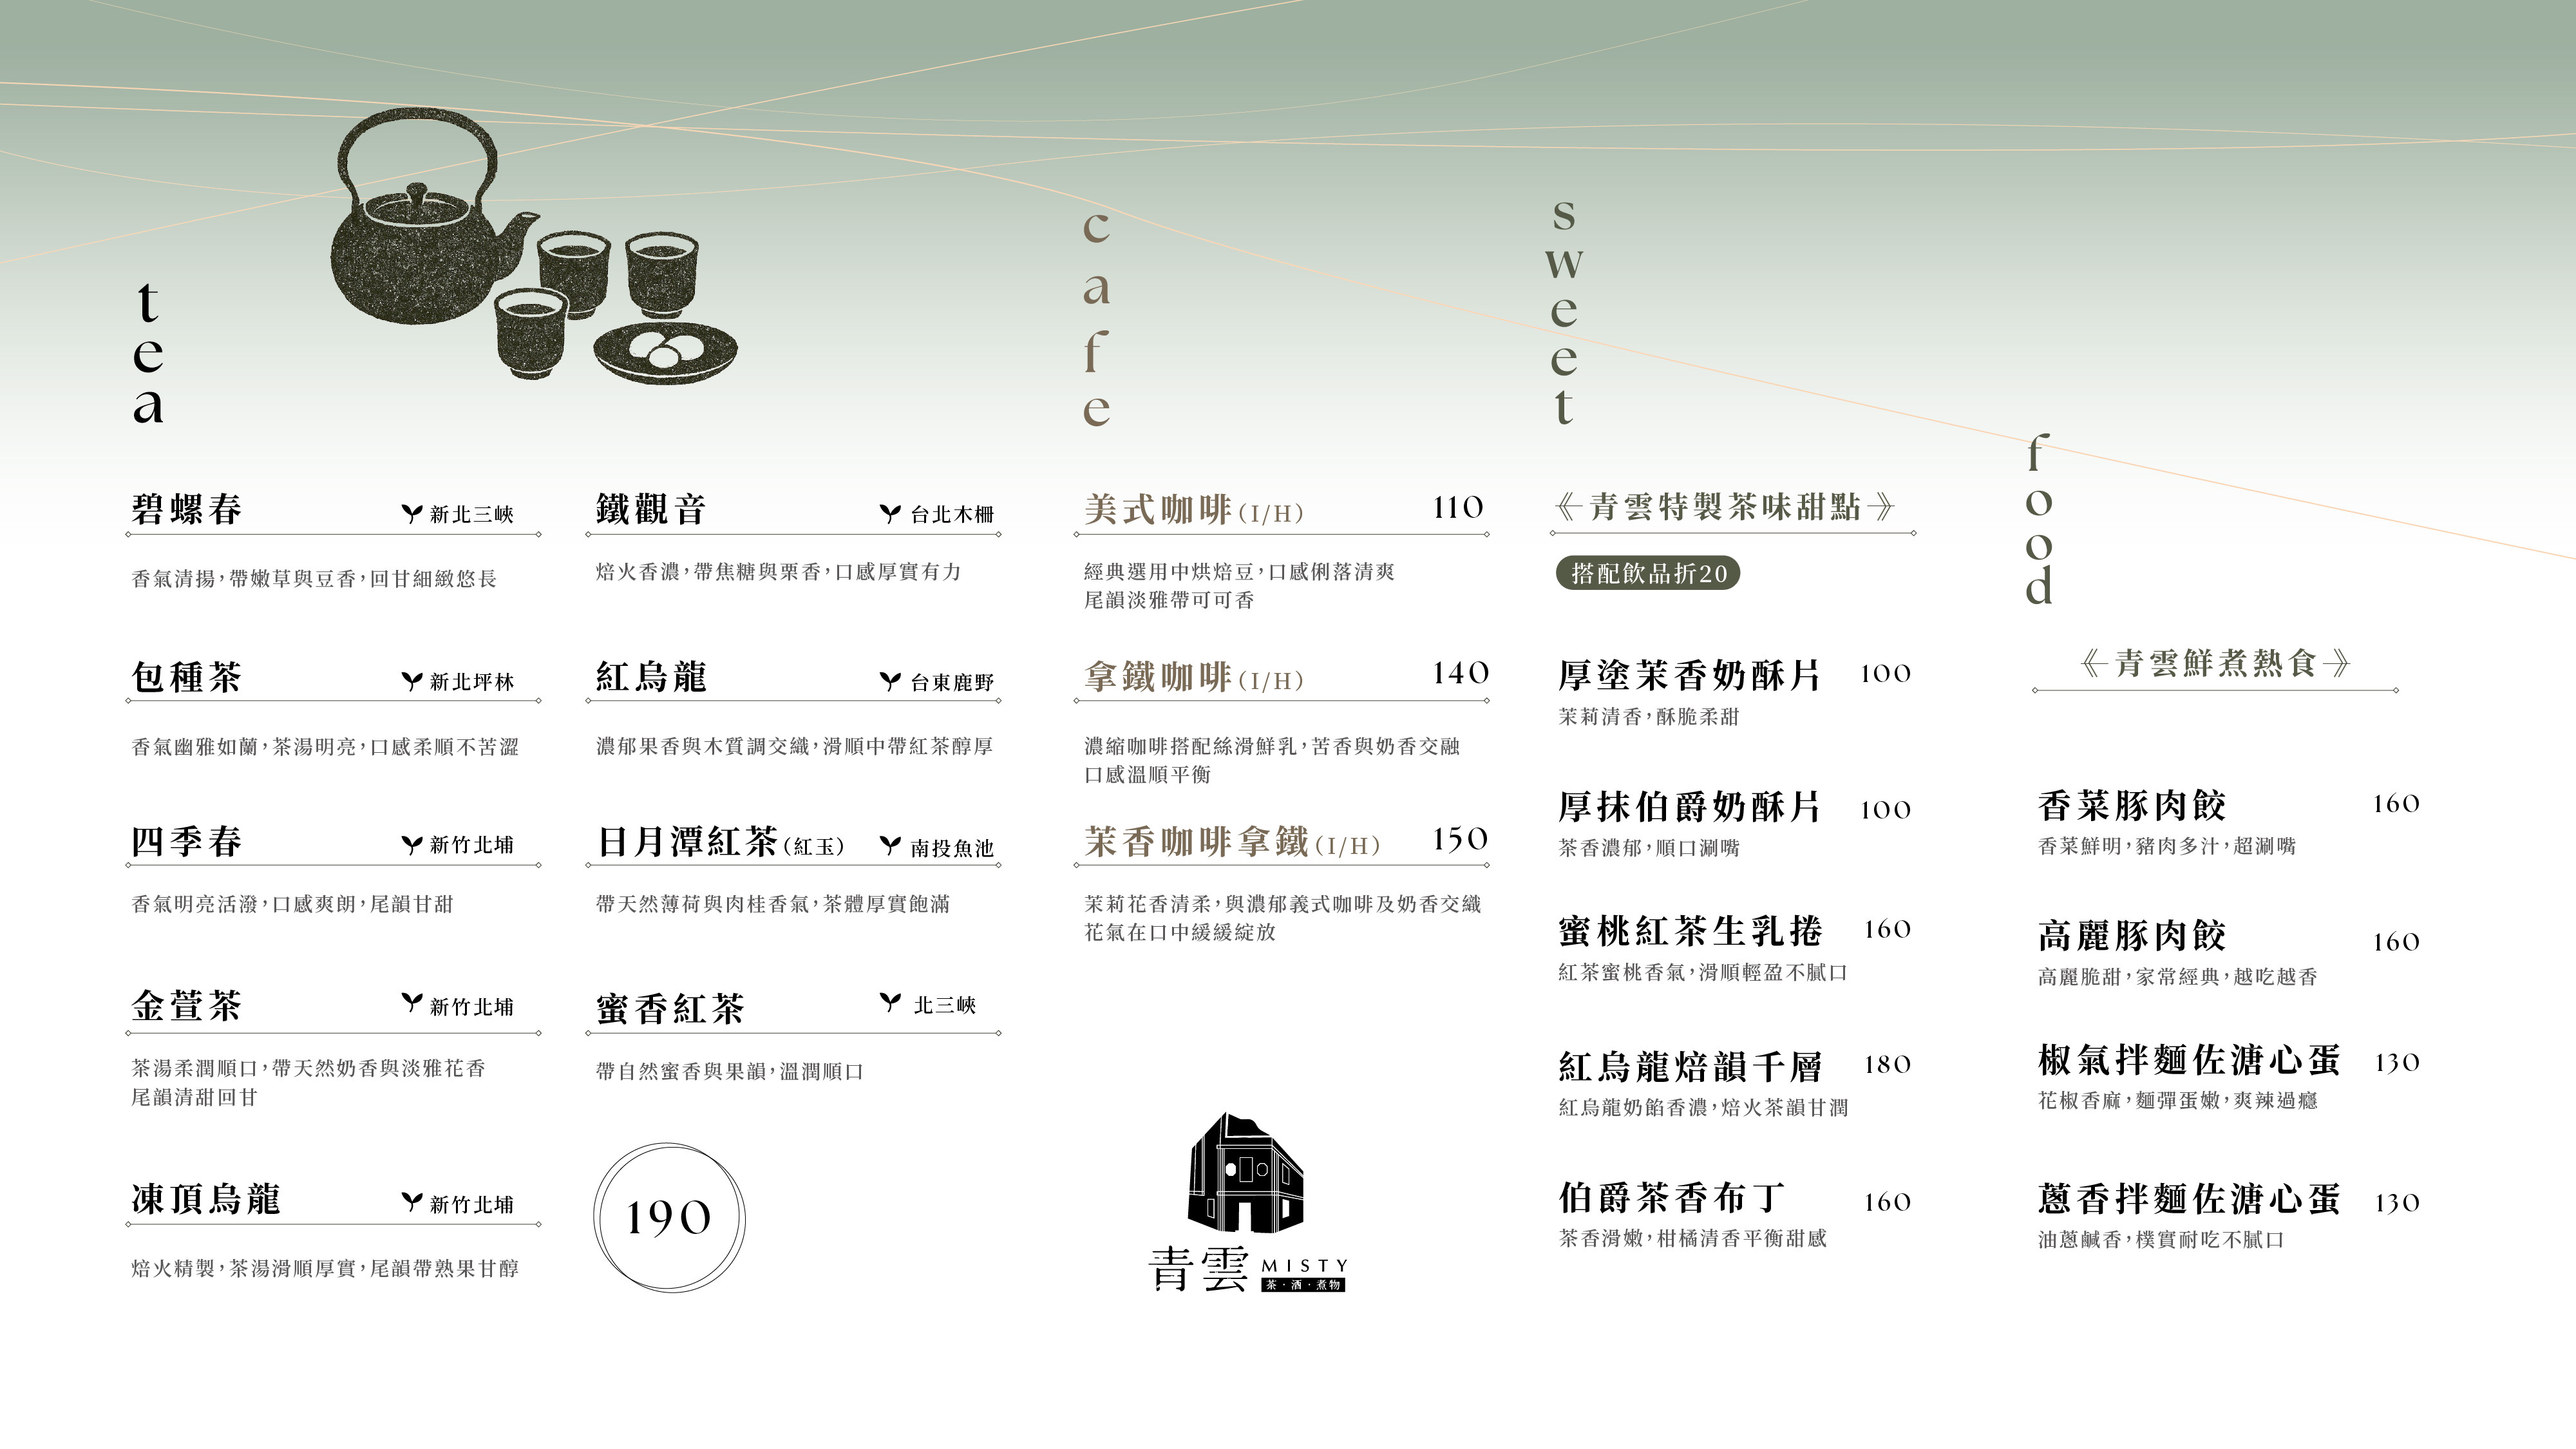 tea
碧螺春 新北三峽
香氣清揚,帶嫩草與豆香,回甘細緻悠長
包種茶 新北坪林
香氣幽雅如蘭,茶湯明亮,口感柔順不苦澀
四季春 新竹北埔
香氣明亮活潑,口感爽朗,尾韻甘甜
金萱茶 新竹北埔
茶湯柔潤順口,帶天然奶香與淡雅花香
尾韻清甜回甘
凍頂烏龍 新竹北埔
焙火精製,茶湯滑順厚實,尾韻帶熟果甘醇
鐵觀音 台北木柵
焙火香濃,帶焦糖與栗香,口感厚實有力
紅烏龍 台東鹿野
濃郁果香與木質調交織,滑順中帶紅茶醇厚
日月潭紅茶(紅玉) 南投魚池
帶天然薄荷與肉桂香氣,茶體厚實飽滿
蜜香紅茶 北三峽
帶自然蜜香與果韻,溫潤順口
190
cafe
美式咖啡(I/H) 110
經典選用中烘焙豆,口感俐落清爽
尾韻淡雅帶可可香
拿鐵咖啡(I/H) 140
濃縮咖啡搭配絲滑鮮乳,苦香與奶香交融
口感溫順平衡
茉香咖啡拿鐵(I/H) 150
茉莉花香清柔,與濃郁義式咖啡及奶香交織
花氣在口中緩緩綻放
青雲 MISTY
茶·酒·煮物
sweet
《青雲特製茶味甜點》
搭配飲品折20
厚塗茉香奶酥片 100
茉莉清香,酥脆柔甜
厚抹伯爵奶酥片 100
茶香濃郁,順口涮嘴
蜜桃紅茶生乳捲 160
紅茶蜜桃香氣,滑順輕盈不膩口
紅烏龍焙韻千層 180
紅烏龍奶餡香濃,焙火茶韻甘潤
伯爵茶香布丁 160
茶香滑嫩,柑橘清香平衡甜感
food
《青雲鮮煮熱食》
香菜豚肉餃 160
香菜鮮明,豬肉多汁,超涮嘴
高麗豚肉餃 160
高麗脆甜,家常經典,越吃越香
椒氣拌麵佐溏心蛋 130
花椒香麻,麵彈蛋嫩,爽辣過癮
蔥香拌麵佐溏心蛋 130
油蔥鹹香,樸實耐吃不膩口